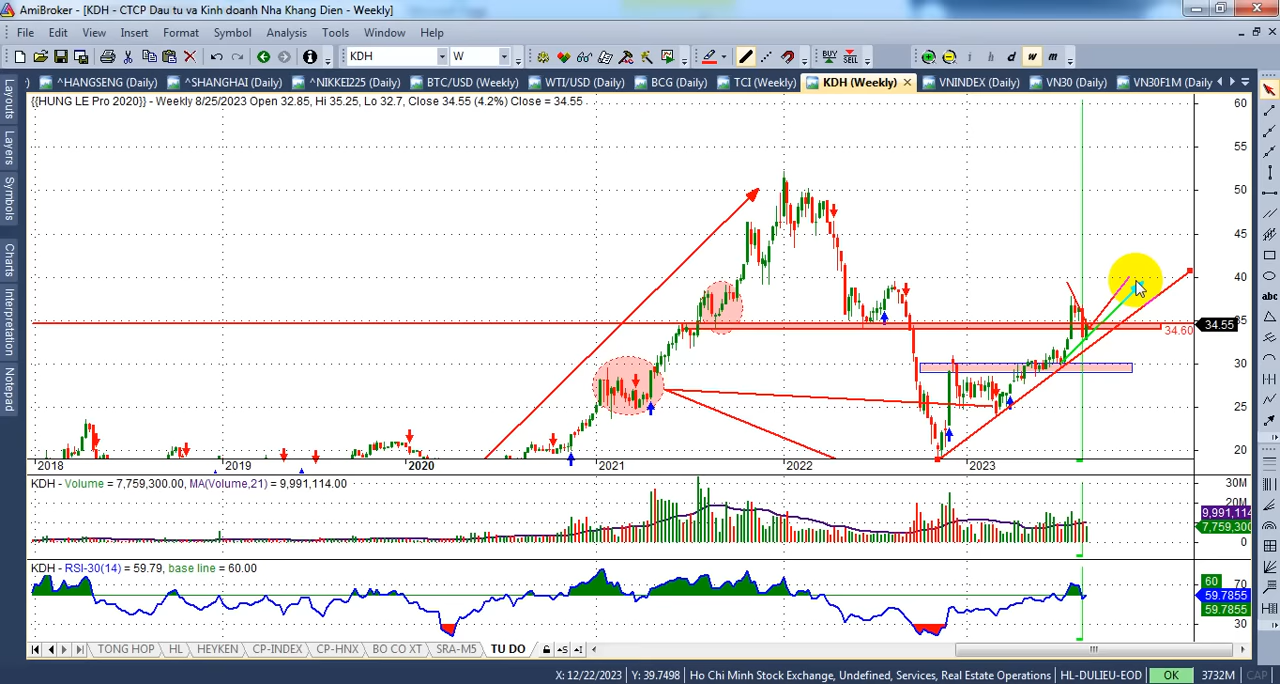 AmiBroker - [KDH - CTCP Dau tu va Kinh doanh Nha Khang Dien - Weekly]
File Edit View Insert Format Symbol Analysis Tools Window Help
KDH W BUY SELL i h d w m
^HANGSENG (Daily) ^SHANGHAI (Daily) ^NIKKEI225 (Daily) BTC/USD (Weekly) WTI/USD (Daily) BCG (Daily) TCI (Weekly) KDH (Weekly) VNINDEX (Daily) VN30 (Daily) VN30F1M (Daily)
Layouts
Layers
Symbols
Charts
Interpretation
Notepad
{{HUNG LE Pro 2020}} - Weekly 8/25/2023 Open 32.85, Hi 35.25, Lo 32.7, Close 34.55 (4.2%) Close = 34.55
60
55
50
45
40
35
34.55
34.60
30
25
20
abc
2018 2019 2020 2021 2022 2023
KDH - Volume = 7,759,300.00, MA(Volume,21) = 9,991,114.00
30M
20M
9,991,114
7,759,300
0
KDH - RSI-30(14) = 59.79, base line = 60.00
60 70
59.7855
59.7855
30
TONG HOP HL HEYKEN CP-INDEX CP-HNX BO CO XT SRA-M5 TU DO
X: 12/22/2023 Y: 39.7498 Ho Chi Minh Stock Exchange, Undefined, Services, Real Estate Operations HL-DULIEU-EOD OK 3732M CAP